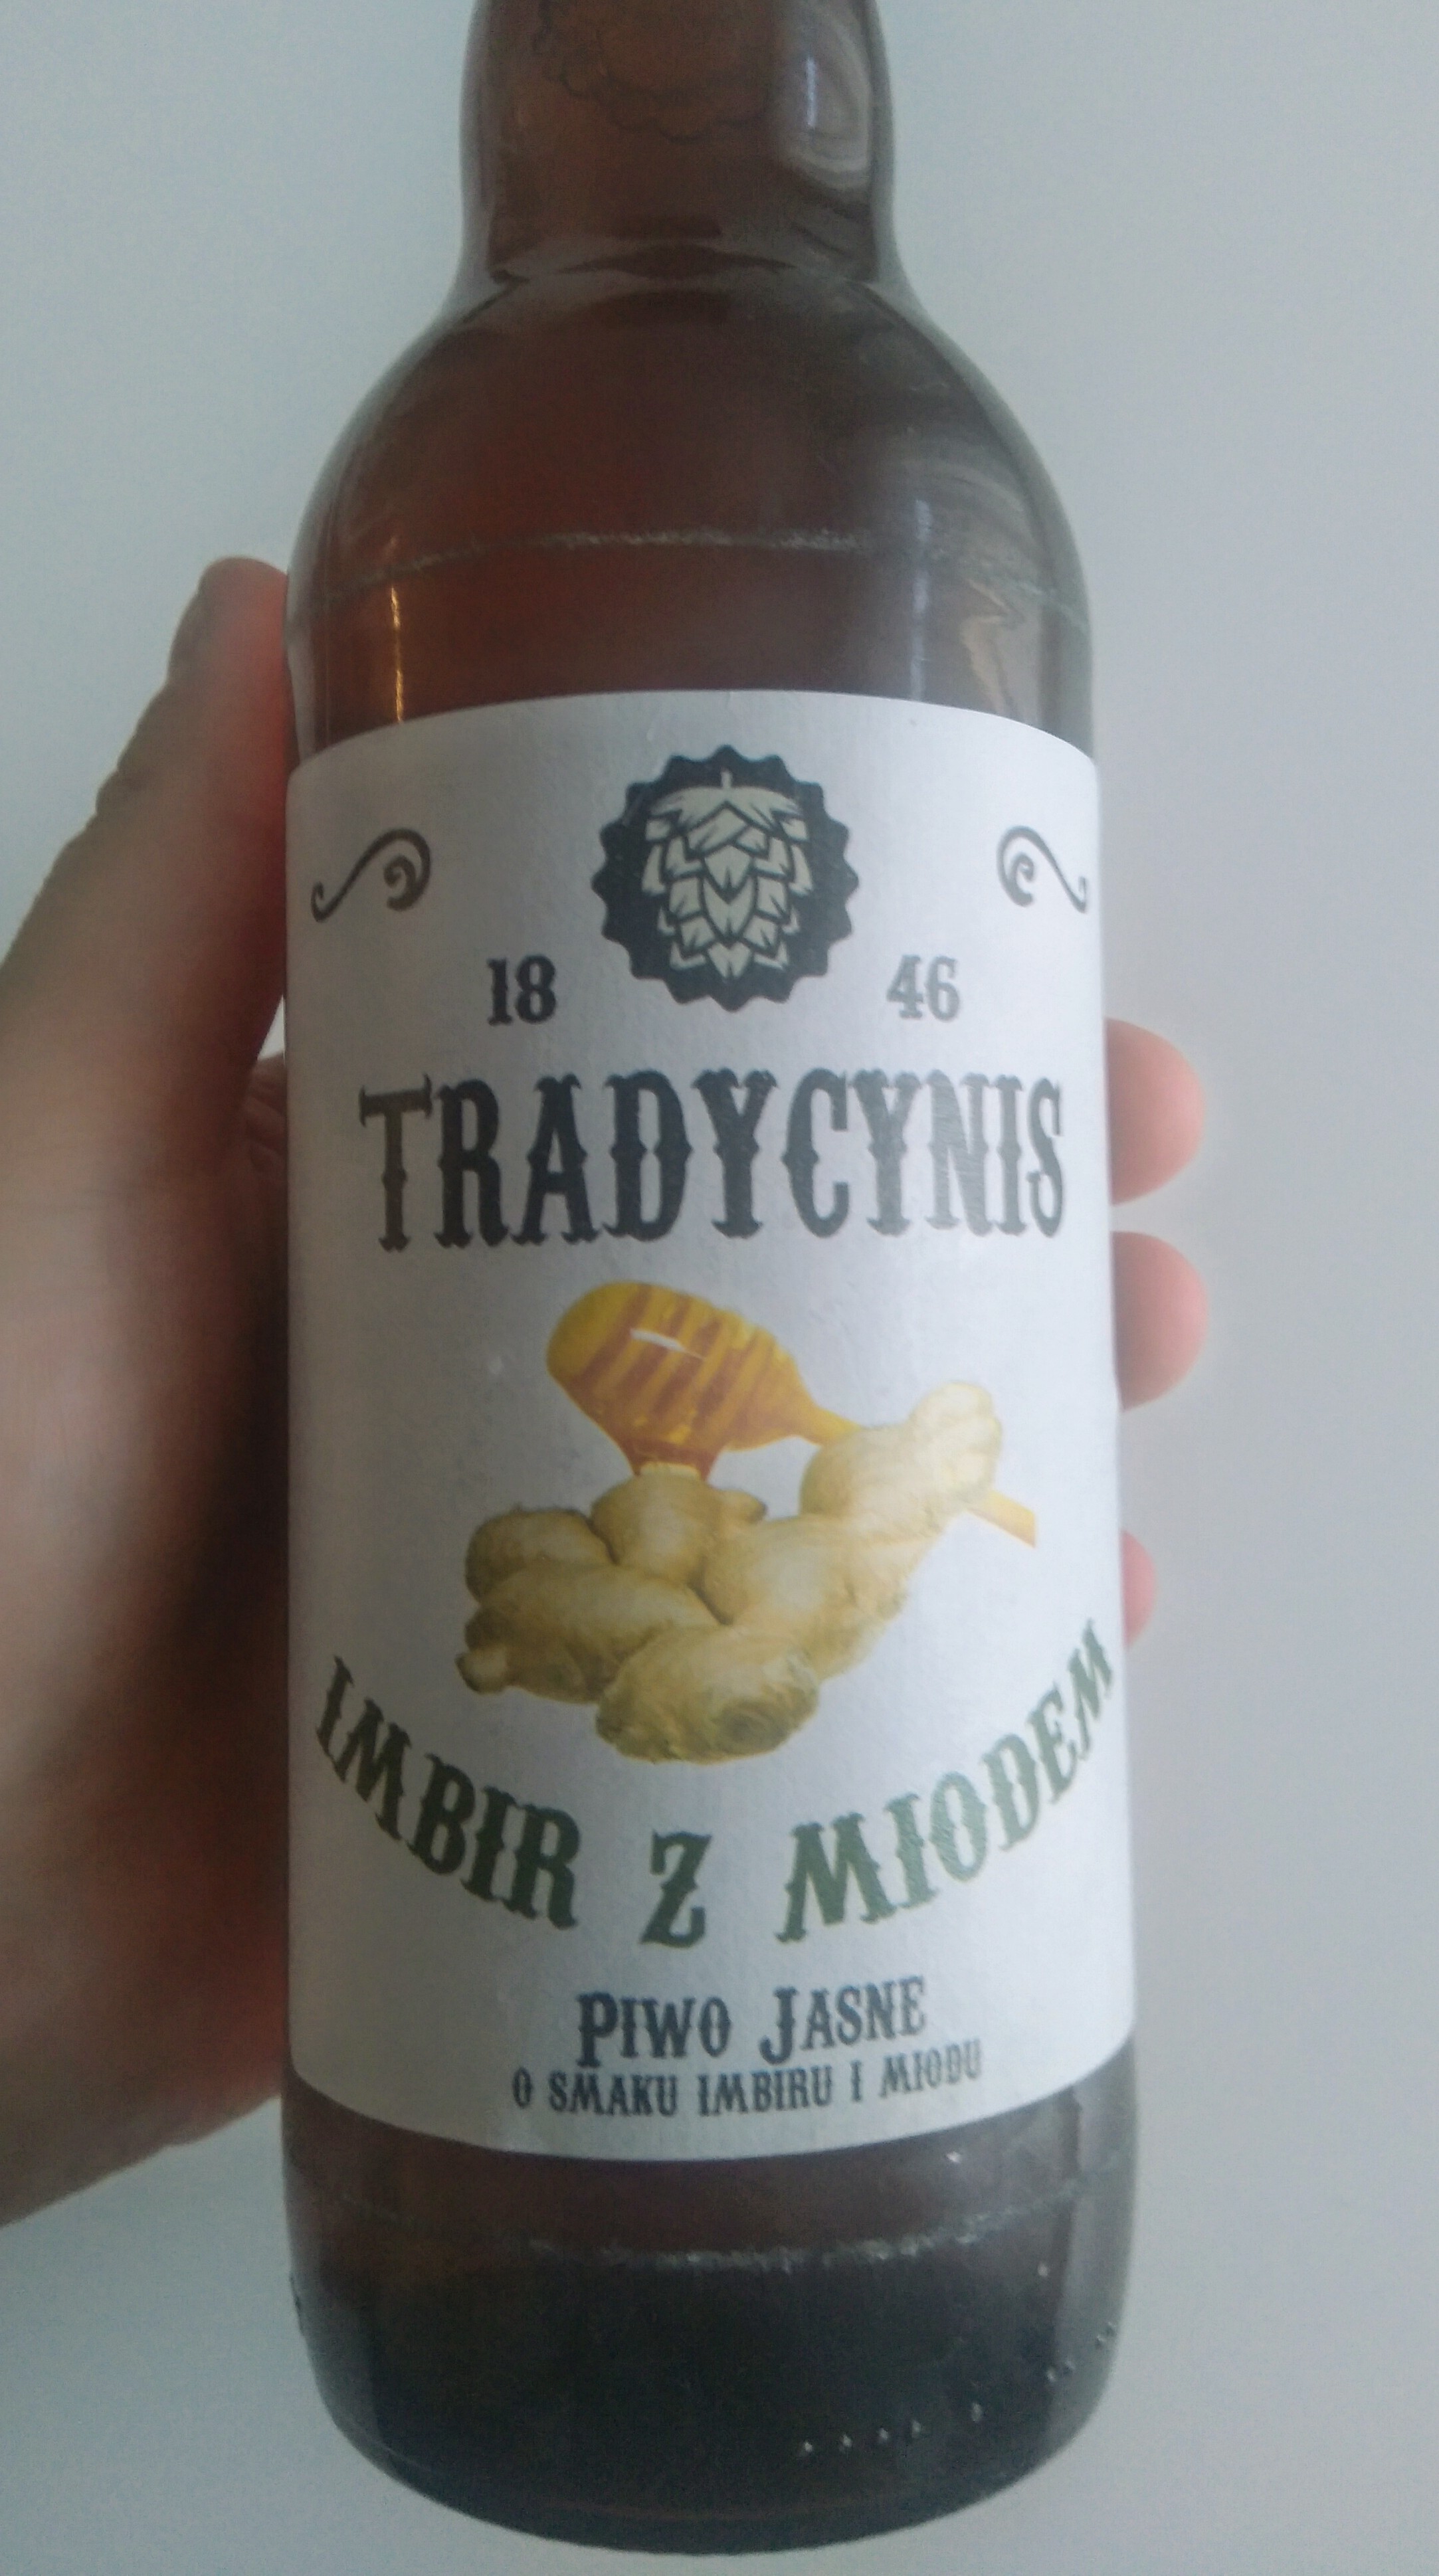 18 46
TRADYCYNIS
IMBIR Z MIODEM
PIWO JASNE
O SMAKU IMBIRU I MIODU